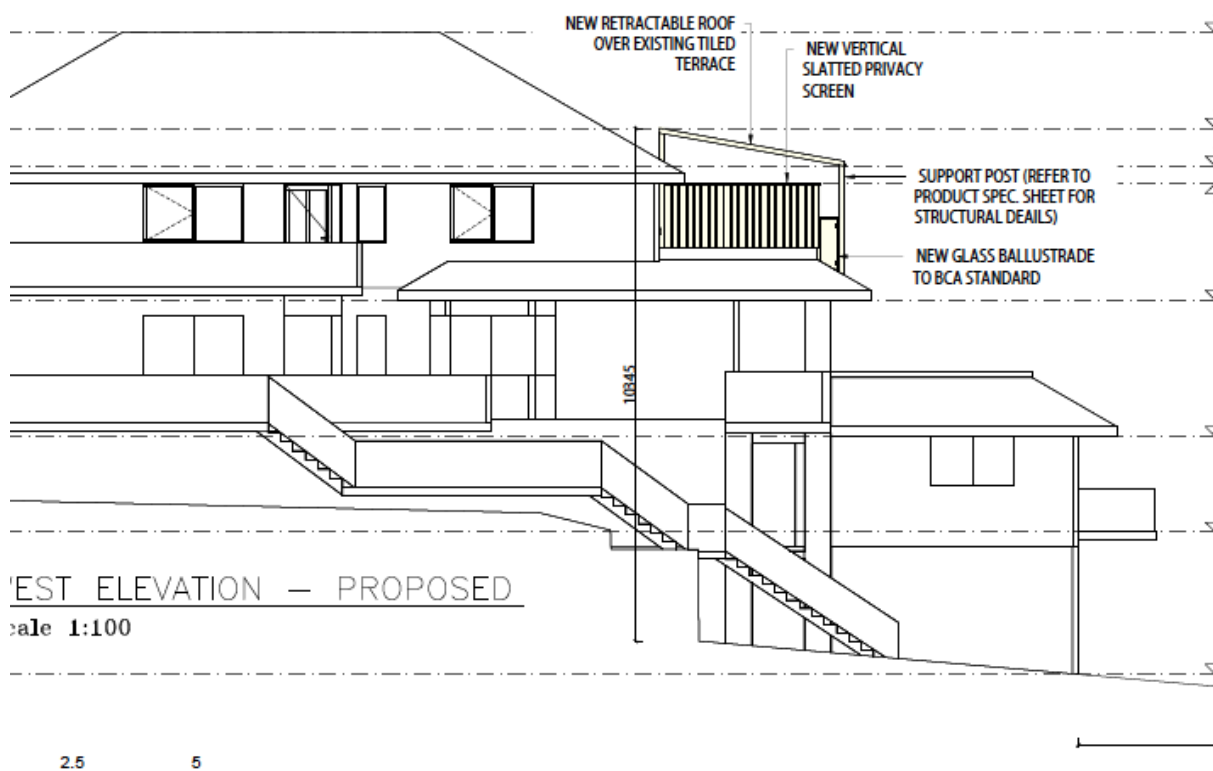 NEW RETRACTABLE ROOF
OVER EXISTING TILED
TERRACE
NEW VERTICAL
SLATTED PRIVACY
SCREEN
SUPPORT POST (REFER TO
PRODUCT SPEC. SHEET FOR
STRUCTURAL DEAILS)
NEW GLASS BALLUSTRADE
TO BCA STANDARD
10345
EST ELEVATION — PROPOSED
cale 1:100
2.5 5